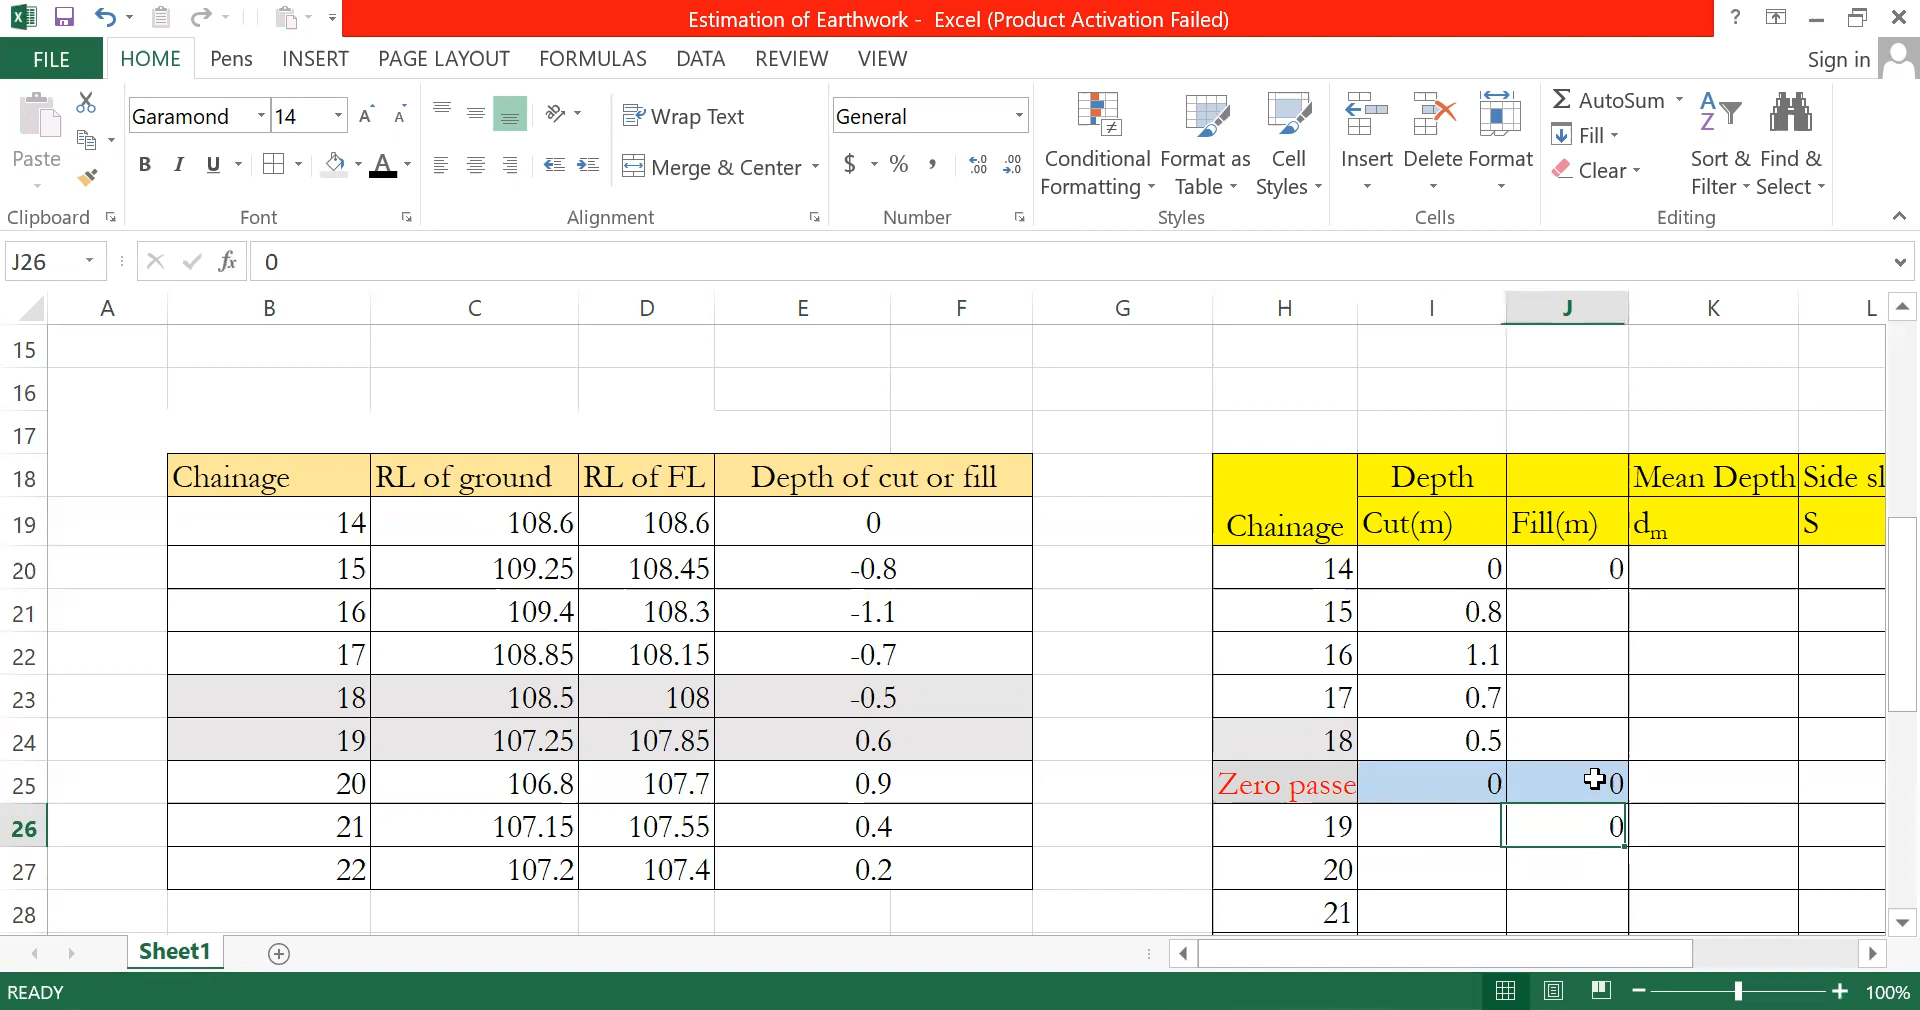 Estimation of Earthwork - Excel (Product Activation Failed)
?
FILE HOME Pens INSERT PAGE LAYOUT FORMULAS DATA REVIEW VIEW Sign in
Paste
Garamond 14
B I U A
Wrap Text
Merge & Center
General
$ % ,
Conditional Formatting
Format as Table
Cell Styles
Insert Delete Format
Σ AutoSum
Fill
Clear
Sort & Filter
Find & Select
Clipboard Font Alignment Number Styles Cells Editing
J26 fx 0
A B C D E F G H I J K L
15
16
17
18 Chainage RL of ground RL of FL Depth of cut or fill Depth Mean Depth Side sl
19 14 108.6 108.6 0 Chainage Cut(m) Fill(m) dm S
20 15 109.25 108.45 -0.8 14 0 0
21 16 109.4 108.3 -1.1 15 0.8
22 17 108.85 108.15 -0.7 16 1.1
23 18 108.5 108 -0.5 17 0.7
24 19 107.25 107.85 0.6 18 0.5
25 20 106.8 107.7 0.9 Zero passe 0 0
26 21 107.15 107.55 0.4 19 0
27 22 107.2 107.4 0.2 20
28 21
Sheet1
READY 100%